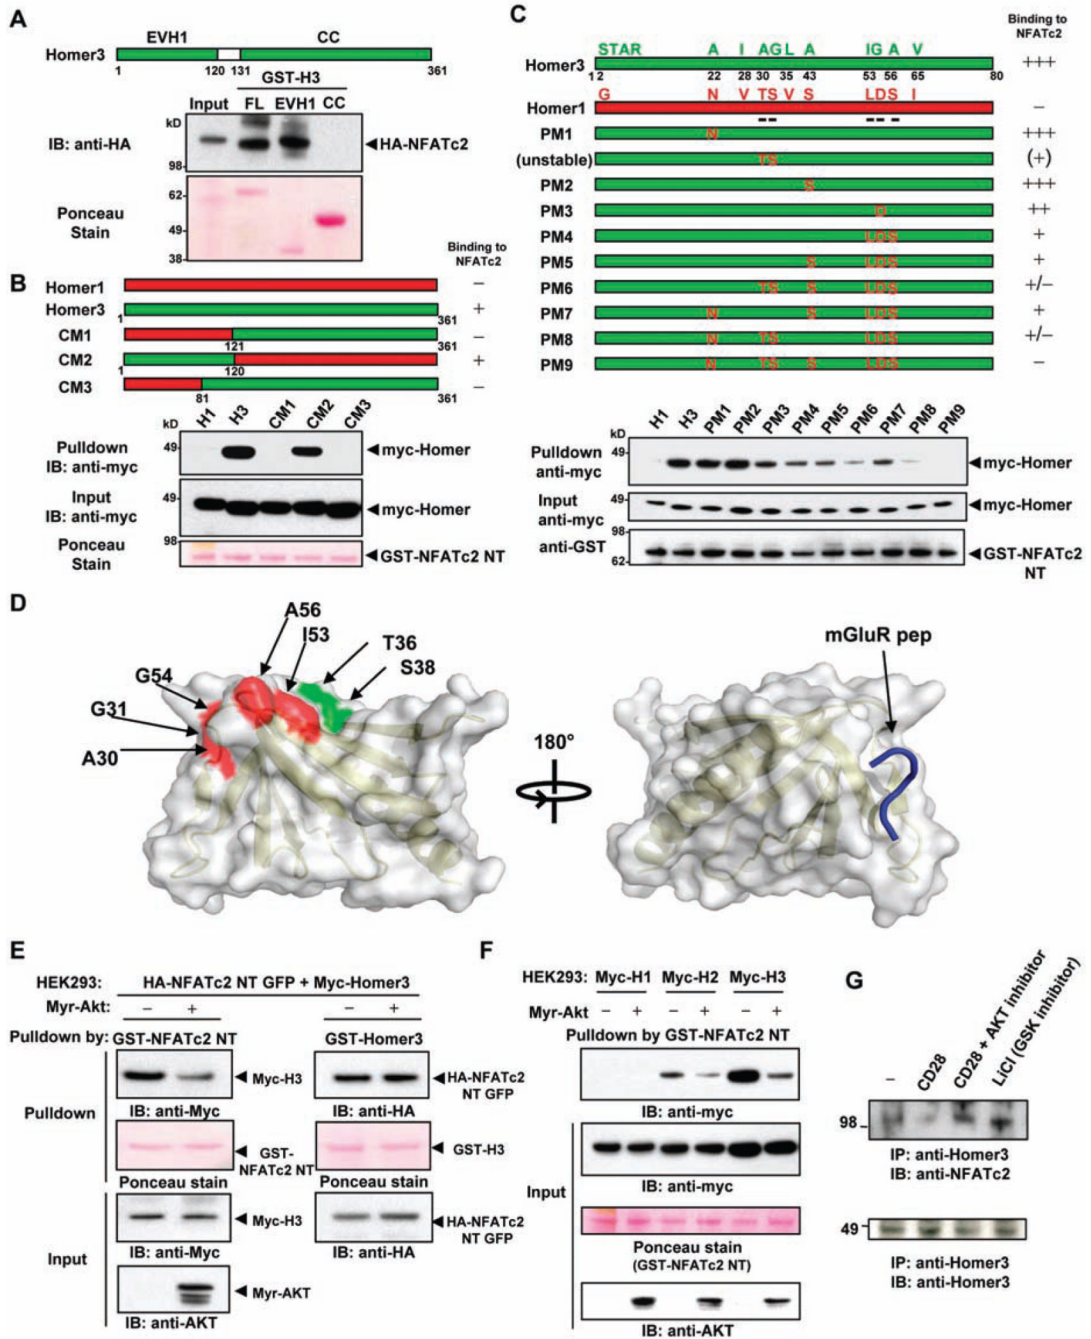 A
EVH1 CC
Homer3
1 120 131 361
GST-H3
Input FL EVH1 CC
kD
IB: anti-HA
HA-NFATc2
98
62
Ponceau
Stain
49
38
B
Binding to
NFATc2
Homer1 −
Homer3 +
1 361
CM1 −
121 361
CM2 +
1 120
CM3 −
81 361
H1 H3 CM1 CM2 CM3
kD
Pulldown
IB: anti-myc
49
myc-Homer
Input
IB: anti-myc
49
myc-Homer
98
Ponceau
Stain
GST-NFATc2 NT
C
Binding to
NFATc2
STAR A I AG L A IG A V
Homer3 +++
1 2 22 28 30 35 43 53 56 65 80
G N V TS V S LD S I
Homer1 −
PM1 N +++
(unstable) TS (+)
PM2 S +++
PM3 D ++
PM4 LDS +
PM5 S LDS +
PM6 TS S LDS +/−
PM7 N S LDS +
PM8 N TS LDS +/−
PM9 N TS S LDS −
H1 H3 PM1 PM2 PM3 PM4 PM5 PM6 PM7 PM8 PM9
kD
Pulldown
anti-myc
49
myc-Homer
Input
anti-myc
49
myc-Homer
98
anti-GST
62
GST-NFATc2
NT
D
A56
I53
T36
S38
G54
G31
A30
180°
mGluR pep
E
HEK293: HA-NFATc2 NT GFP + Myc-Homer3
Myr-Akt: − + − +
Pulldown by: GST-NFATc2 NT GST-Homer3
Pulldown
Myc-H3
HA-NFATc2
NT GFP
IB: anti-Myc IB: anti-HA
GST-
NFATc2 NT
GST-H3
Ponceau stain Ponceau stain
Input
Myc-H3
HA-NFATc2
NT GFP
IB: anti-Myc IB: anti-HA
Myr-AKT
IB: anti-AKT
F
HEK293: Myc-H1 Myc-H2 Myc-H3
Myr-Akt − + − + − +
Pulldown by GST-NFATc2 NT
IB: anti-myc
Input
IB: anti-myc
Ponceau stain
(GST-NFATc2 NT)
IB: anti-AKT
G
− CD28 CD28 + AKT inhibitor LiCl (GSK inhibitor)
98
IP: anti-Homer3
IB: anti-NFATc2
49
IP: anti-Homer3
IB: anti-Homer3